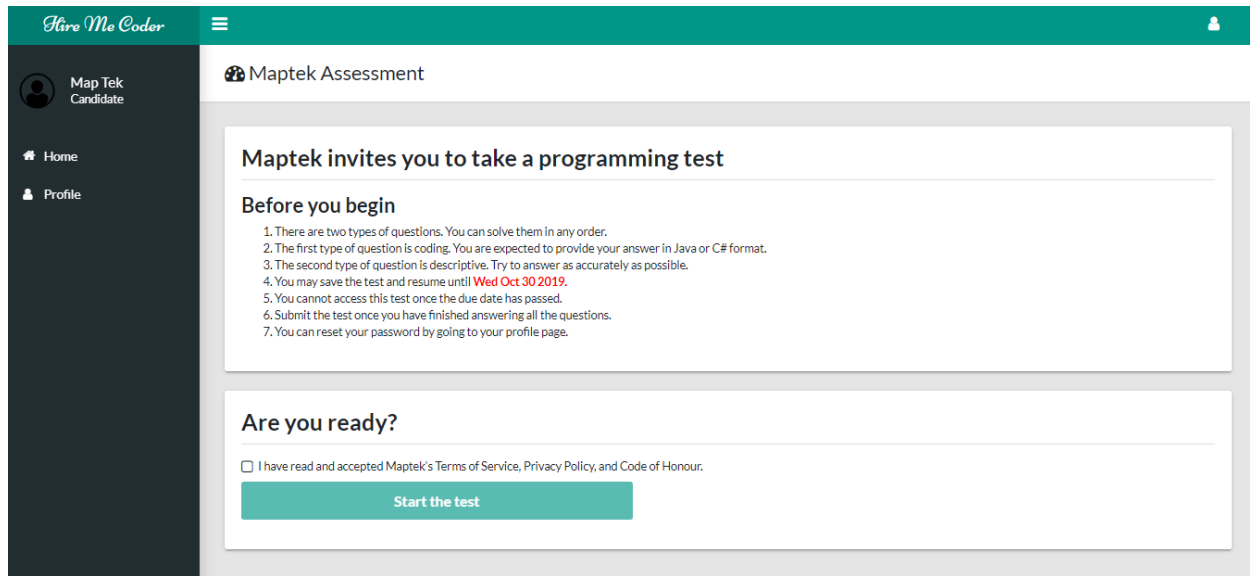 Hire Me Coder
Map Tek
Candidate
Home
Profile
Maptek Assessment
Maptek invites you to take a programming test
Before you begin
1. There are two types of questions. You can solve them in any order.
2. The first type of question is coding. You are expected to provide your answer in Java or C# format.
3. The second type of question is descriptive. Try to answer as accurately as possible.
4. You may save the test and resume until Wed Oct 30 2019.
5. You cannot access this test once the due date has passed.
6. Submit the test once you have finished answering all the questions.
7. You can reset your password by going to your profile page.
Are you ready?
I have read and accepted Maptek's Terms of Service, Privacy Policy, and Code of Honour.
Start the test